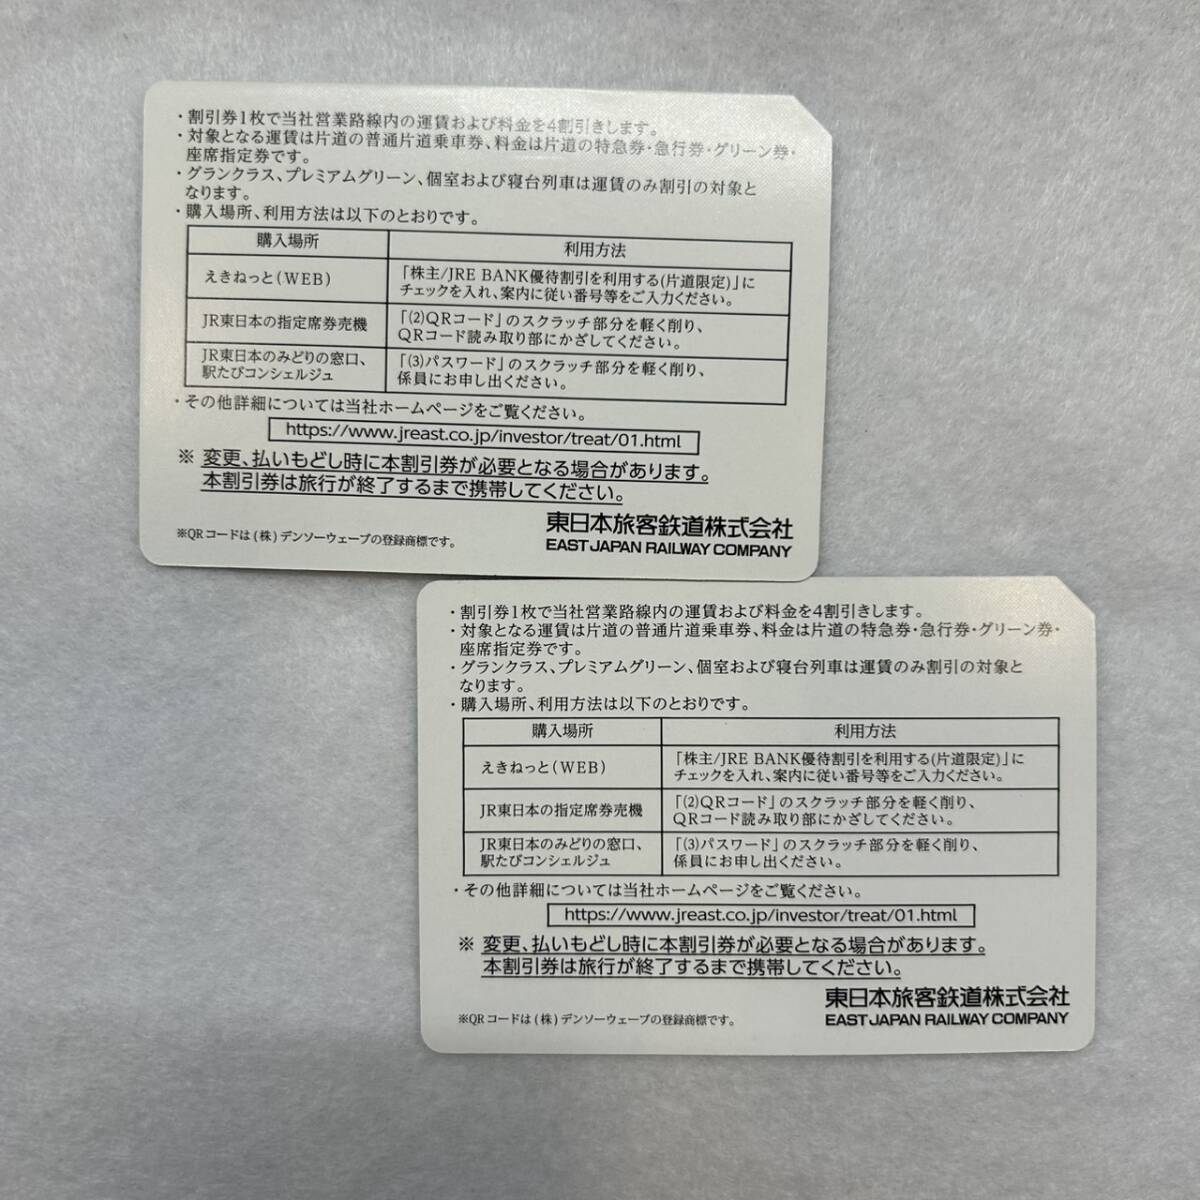 ・割引券1枚で当社営業路線内の運賃および料金を4割引きします。
・対象となる運賃は片道の普通片道乗車券、料金は片道の特急券・急行券・グリーン券・
座席指定券です。
・グランクラス、プレミアムグリーン、個室および寝台列車は運賃のみ割引の対象と
なります。
・購入場所、利用方法は以下のとおりです。
購入場所 利用方法
えきねっと(WEB) 「株主/JRE BANK優待割引を利用する(片道限定)」に
チェックを入れ、案内に従い番号等をご入力ください。
JR東日本の指定席券売機 「(2)QRコード」のスクラッチ部分を軽く削り、
QRコード読み取り部にかざしてください。
JR東日本のみどりの窓口、 「(3)パスワード」のスクラッチ部分を軽く削り、
駅たびコンシェルジュ 係員にお申し出ください。
・その他詳細については当社ホームページをご覧ください。
https://www.jreast.co.jp/investor/treat/01.html
※ 変更、払いもどし時に本割引券が必要となる場合があります。
本割引券は旅行が終了するまで携帯してください。
東日本旅客鉄道株式会社
※QRコードは(株)デンソーウェーブの登録商標です。 EAST JAPAN RAILWAY COMPANY
・割引券1枚で当社営業路線内の運賃および料金を4割引きします。
・対象となる運賃は片道の普通片道乗車券、料金は片道の特急券・急行券・グリーン券・
座席指定券です。
・グランクラス、プレミアムグリーン、個室および寝台列車は運賃のみ割引の対象と
なります。
・購入場所、利用方法は以下のとおりです。
購入場所 利用方法
えきねっと(WEB) 「株主/JRE BANK優待割引を利用する(片道限定)」に
チェックを入れ、案内に従い番号等をご入力ください。
JR東日本の指定席券売機 「(2)QRコード」のスクラッチ部分を軽く削り、
QRコード読み取り部にかざしてください。
JR東日本のみどりの窓口、 「(3)パスワード」のスクラッチ部分を軽く削り、
駅たびコンシェルジュ 係員にお申し出ください。
・その他詳細については当社ホームページをご覧ください。
https://www.jreast.co.jp/investor/treat/01.html
※ 変更、払いもどし時に本割引券が必要となる場合があります。
本割引券は旅行が終了するまで携帯してください。
東日本旅客鉄道株式会社
※QRコードは(株)デンソーウェーブの登録商標です。 EAST JAPAN RAILWAY COMPANY